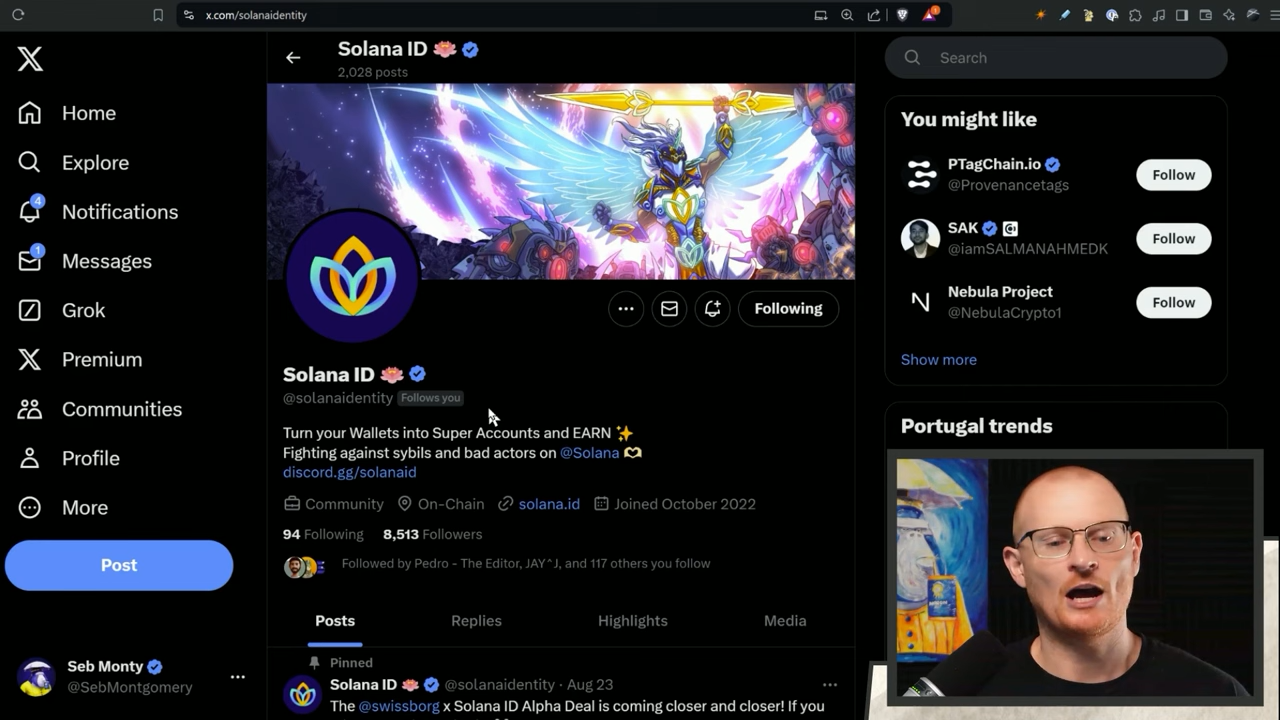 x.com/solanaidentity
Solana ID
2,028 posts
Search
Home
Explore
4
Notifications
1
Messages
Grok
Premium
Communities
Profile
More
Post
Seb Monty
@SebMontgomery
Following
Solana ID
@solanaidentity Follows you
Turn your Wallets into Super Accounts and EARN ✨
Fighting against sybils and bad actors on @Solana 🫶
discord.gg/solanaid
Community On-Chain solana.id Joined October 2022
94 Following 8,513 Followers
Followed by Pedro - The Editor, JAY^J, and 117 others you follow
Posts Replies Highlights Media
Pinned
Solana ID 🪷 @solanaidentity · Aug 23
The @swissborg x Solana ID Alpha Deal is coming closer and closer! If you
You might like
PTagChain.io
@Provenancetags
Follow
SAK
@iamSALMANAHMEDK
Follow
Nebula Project
@NebulaCrypto1
Follow
Show more
Portugal trends